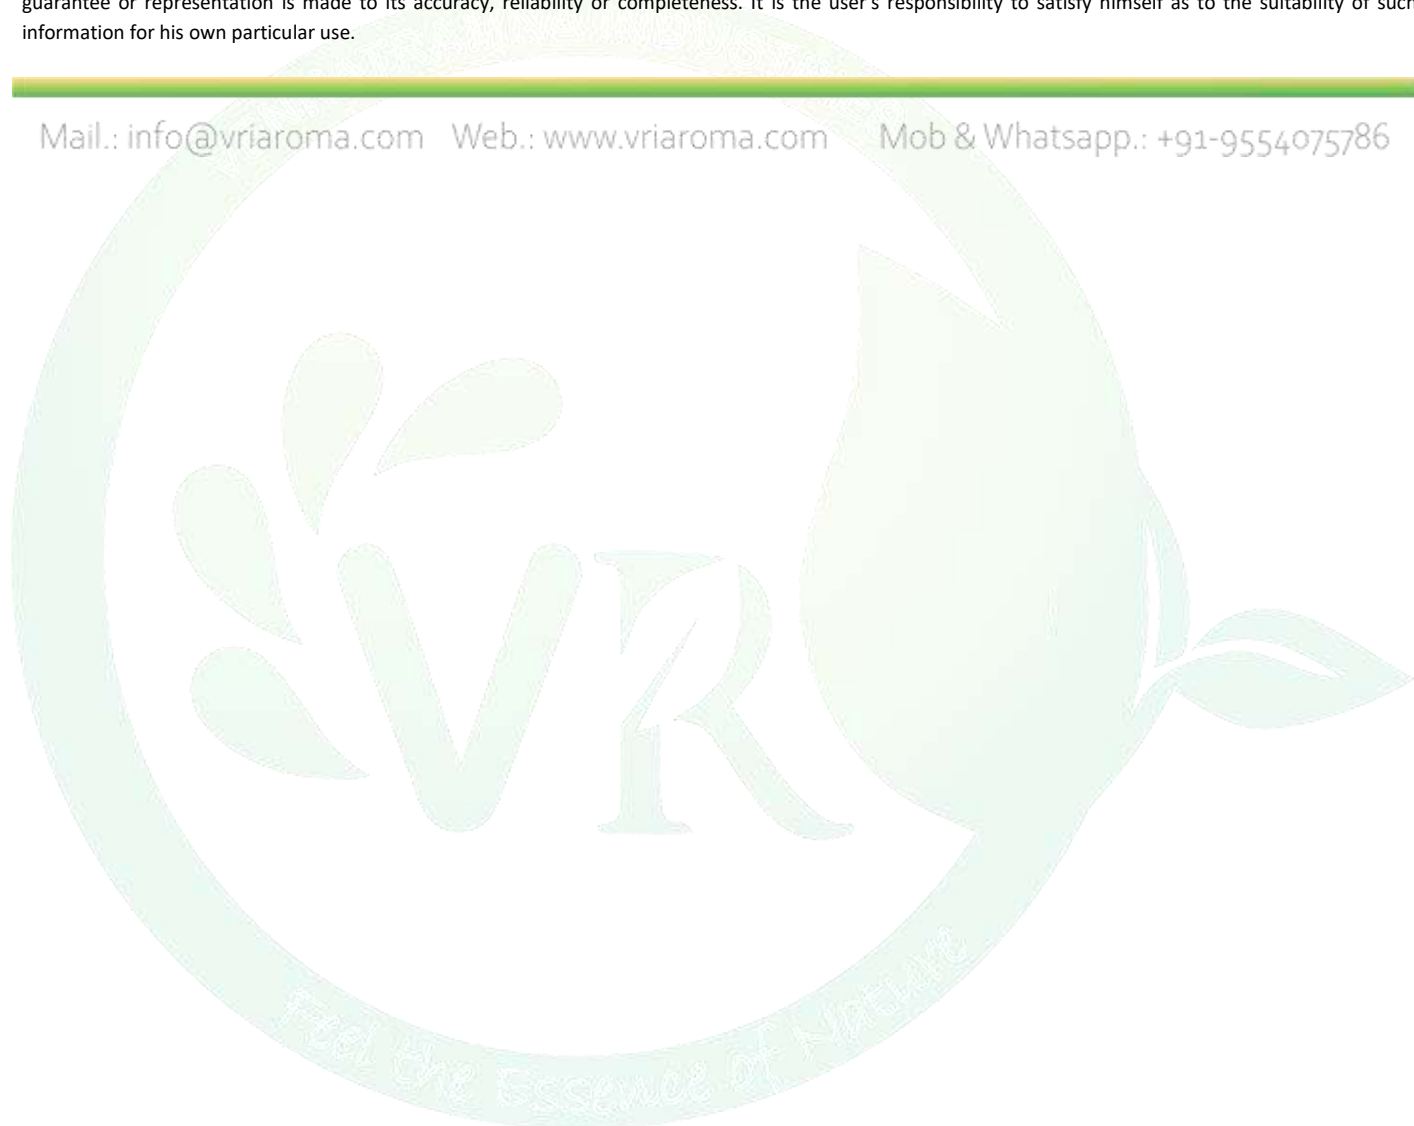 guarantee or representation is made to its accuracy, reliability or completeness. It is the user's responsibility to satisfy himself as to the suitability of such
information for his own particular use.
Mail.: info@vriaroma.com Web.: www.vriaroma.com Mob & Whatsapp.: +91-9554075786
VR
Feel the Essence of Nature